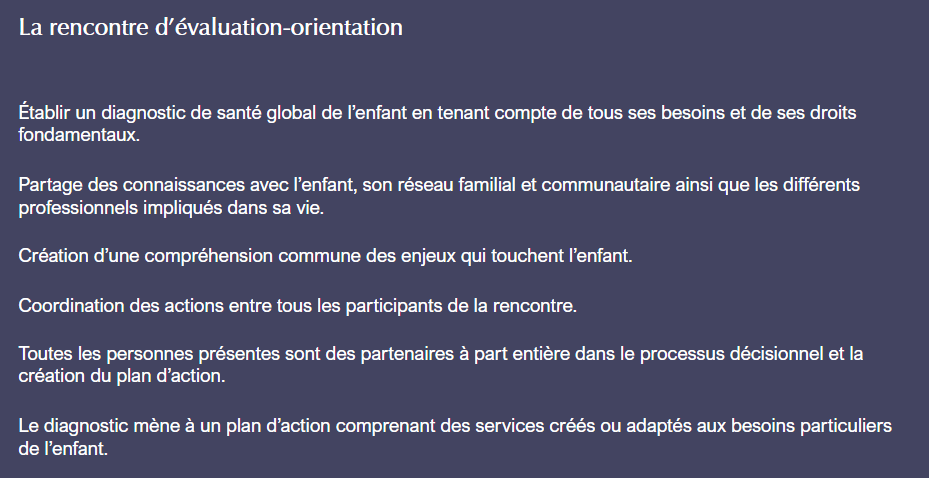 La rencontre d’évaluation-orientation
Établir un diagnostic de santé global de l’enfant en tenant compte de tous ses besoins et de ses droits
fondamentaux.
Partage des connaissances avec l’enfant, son réseau familial et communautaire ainsi que les différents
professionnels impliqués dans sa vie.
Création d’une compréhension commune des enjeux qui touchent l’enfant.
Coordination des actions entre tous les participants de la rencontre.
Toutes les personnes présentes sont des partenaires à part entière dans le processus décisionnel et la
création du plan d’action.
Le diagnostic mène à un plan d’action comprenant des services créés ou adaptés aux besoins particuliers
de l’enfant.